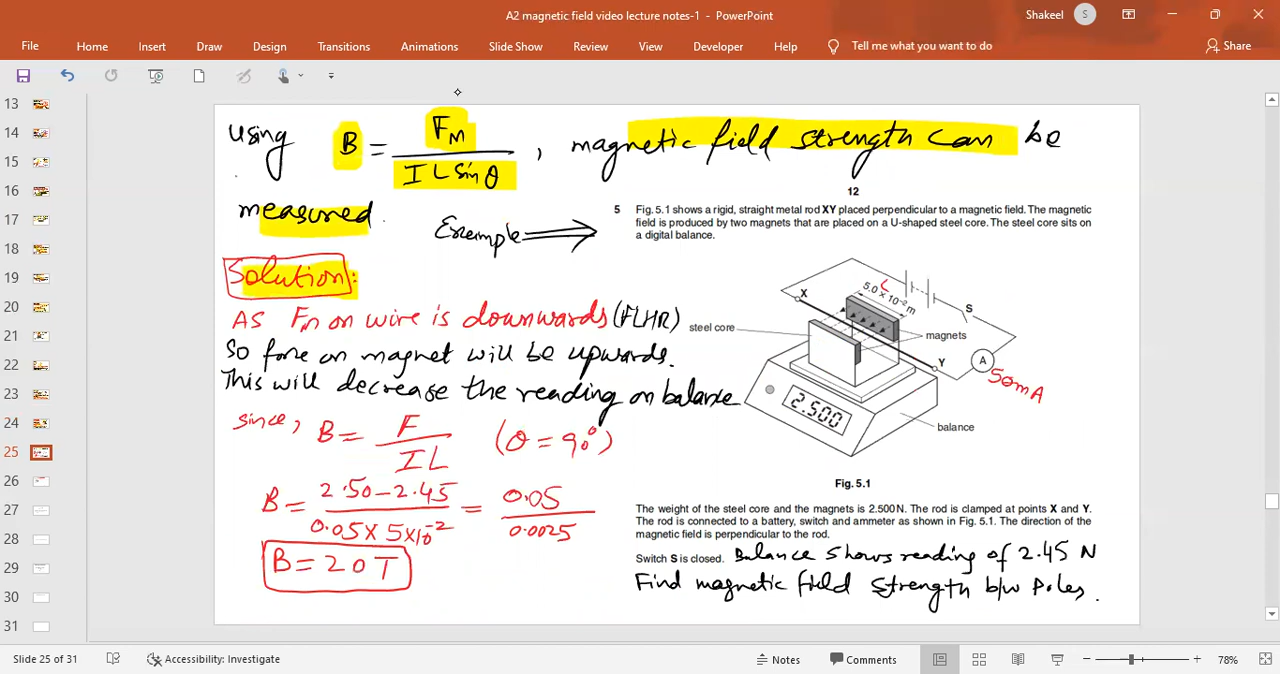 A2 magnetic field video lecture notes-1 - PowerPoint
Shakeel
S
File Home Insert Draw Design Transitions Animations Slide Show Review View Developer Help Tell me what you want to do Share
13
14
15
16
17
18
19
20
21
22
23
24
25
26
27
28
29
30
31
using B = FM / IL sin θ , magnetic field strength can be
measured.
Example ⟹
Solution:
As Fm on wire is downwards (FLHR)
So force on magnet will be upwards.
This will decrease the reading on balance
since, B = F / IL (θ = 90°)
B = 2.50 - 2.45 / 0.05 × 5×10⁻² = 0.05 / 0.0025
B = 20 T
12
5 Fig. 5.1 shows a rigid, straight metal rod XY placed perpendicular to a magnetic field. The magnetic
field is produced by two magnets that are placed on a U-shaped steel core. The steel core sits on
a digital balance.
L
5.0 × 10⁻² m
X
S
steel core
magnets
Y
A
50mA
2.500
balance
Fig. 5.1
The weight of the steel core and the magnets is 2.500 N. The rod is clamped at points X and Y.
The rod is connected to a battery, switch and ammeter as shown in Fig. 5.1. The direction of the
magnetic field is perpendicular to the rod.
Switch S is closed. Balance shows reading of 2.45 N
Find magnetic field strength b/w Poles.
Slide 25 of 31
Accessibility: Investigate
Notes
Comments
78%